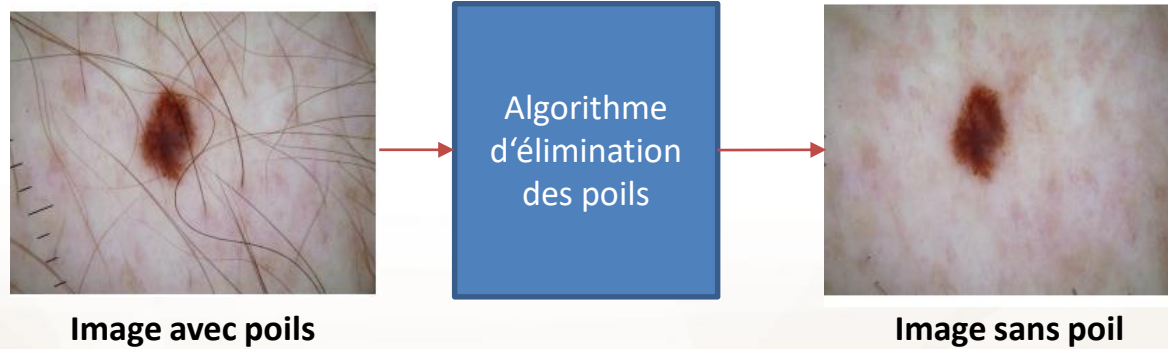 Algorithme
d‘élimination
des poils
Image avec poils
Image sans poil